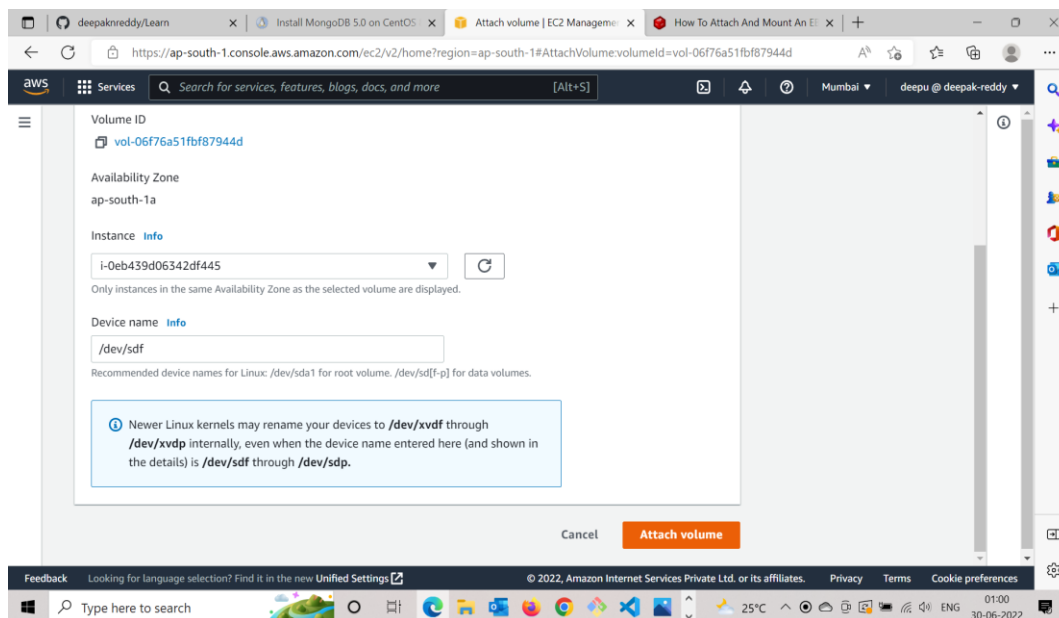 deepaknreddy/Learn
Install MongoDB 5.0 on CentOS
Attach volume | EC2 Management
How To Attach And Mount An EB
https://ap-south-1.console.aws.amazon.com/ec2/v2/home?region=ap-south-1#AttachVolume:volumeId=vol-06f76a51fbf87944d
aws
Services
Search for services, features, blogs, docs, and more
[Alt+S]
Mumbai
deepu @ deepak-reddy
Volume ID
vol-06f76a51fbf87944d
Availability Zone
ap-south-1a
Instance Info
i-0eb439d06342df445
Only instances in the same Availability Zone as the selected volume are displayed.
Device name Info
/dev/sdf
Recommended device names for Linux: /dev/sda1 for root volume. /dev/sd[f-p] for data volumes.
Newer Linux kernels may rename your devices to /dev/xvdf through
/dev/xvdp internally, even when the device name entered here (and shown in
the details) is /dev/sdf through /dev/sdp.
Cancel
Attach volume
Feedback
Looking for language selection? Find it in the new Unified Settings
© 2022, Amazon Internet Services Private Ltd. or its affiliates.
Privacy
Terms
Cookie preferences
Type here to search
25°C
ENG
01:00
30-06-2022